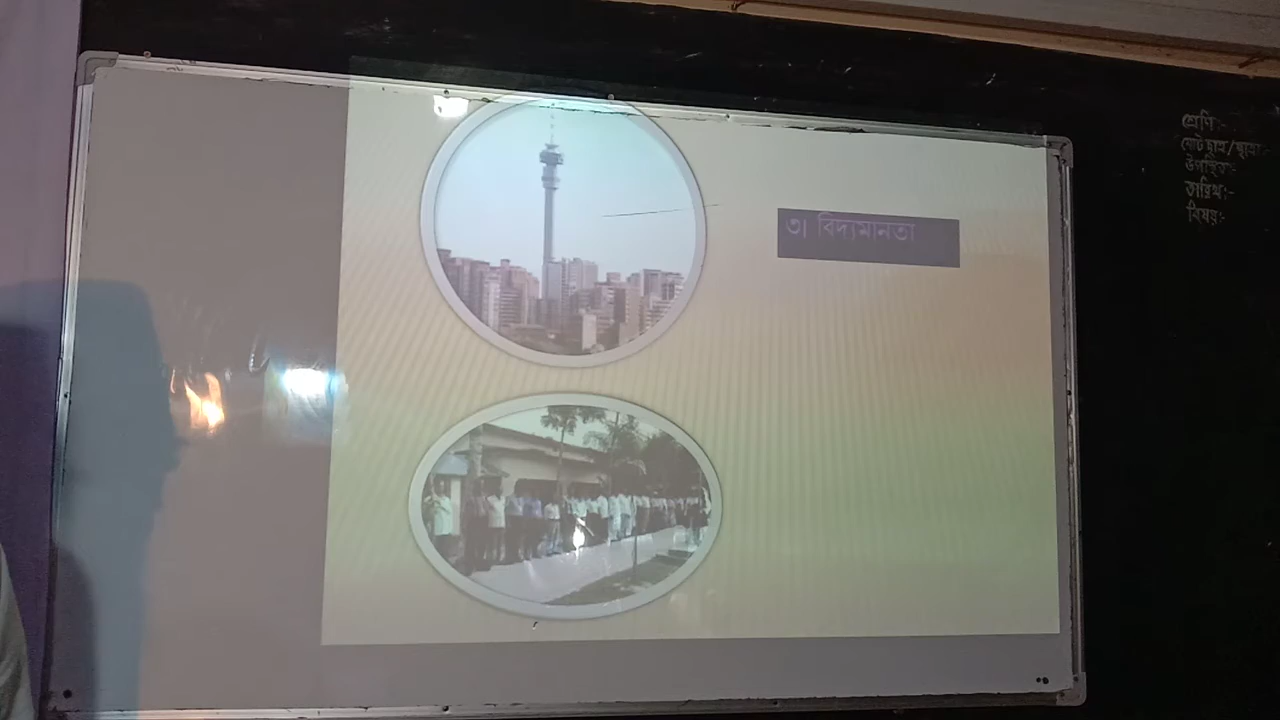 ৩। বিদ্যমানতা
শ্রেণি:-
মোট ছাত্র/ছাত্রী:-
উপস্থিত:-
তারিখ:-
বিষয়:-